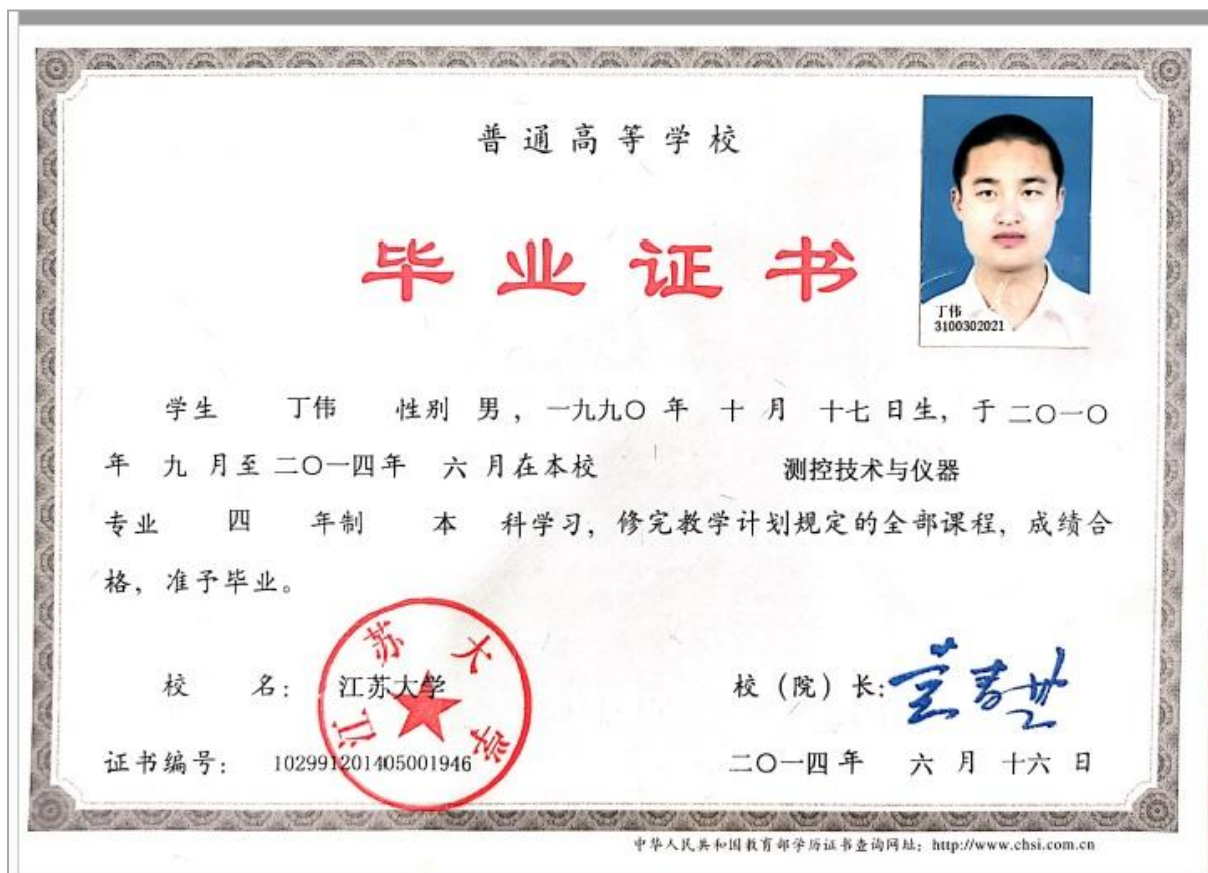 普通高等学校
毕业证书
丁伟
3100302021
学生 丁伟 性别 男，一九九〇年 十 月 十七 日生，于 二〇一〇
年 九 月至 二〇一四年 六 月在本校 测控技术与仪器
专业 四 年制 本 科学习，修完教学计划规定的全部课程，成绩合
格，准予毕业。
江苏大学
校 名： 江苏大学 校（院）长：
证书编号： 102991201405001946 二〇一四年 六 月 十六 日
中华人民共和国教育部学历证书查询网址：http://www.chsi.com.cn